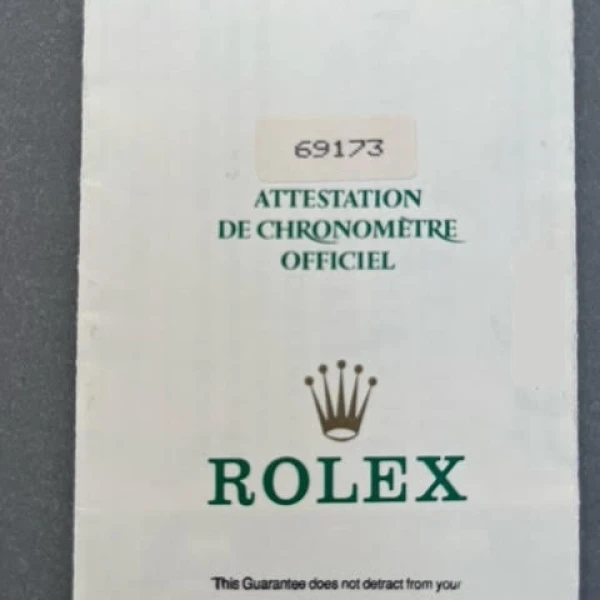 69173
ATTESTATION
DE CHRONOMÈTRE
OFFICIEL
ROLEX
This Guarantee does not detract from your